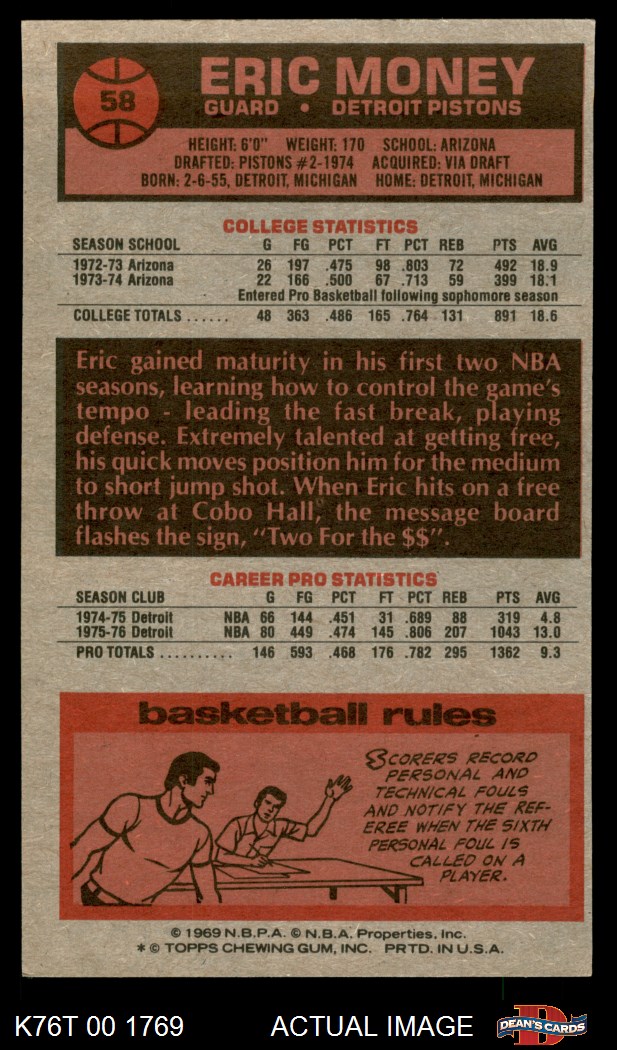 58
ERIC MONEY
GUARD • DETROIT PISTONS
HEIGHT: 6'0" WEIGHT: 170 SCHOOL: ARIZONA
DRAFTED: PISTONS #2-1974 ACQUIRED: VIA DRAFT
BORN: 2-6-55, DETROIT, MICHIGAN HOME: DETROIT, MICHIGAN
COLLEGE STATISTICS
SEASON SCHOOL G FG PCT FT PCT REB PTS AVG
1972-73 Arizona 26 197 .475 98 .803 72 492 18.9
1973-74 Arizona 22 166 .500 67 .713 59 399 18.1
Entered Pro Basketball following sophomore season
COLLEGE TOTALS ...... 48 363 .486 165 .764 131 891 18.6
Eric gained maturity in his first two NBA
seasons, learning how to control the game's
tempo - leading the fast break, playing
defense. Extremely talented at getting free,
his quick moves position him for the medium
to short jump shot. When Eric hits on a free
throw at Cobo Hall, the message board
flashes the sign, "Two For the $$".
CAREER PRO STATISTICS
SEASON CLUB G FG PCT FT PCT REB PTS AVG
1974-75 Detroit NBA 66 144 .451 31 .689 88 319 4.8
1975-76 Detroit NBA 80 449 .474 145 .806 207 1043 13.0
PRO TOTALS .......... 146 593 .468 176 .782 295 1362 9.3
basketball rules
SCORERS RECORD
PERSONAL AND
TECHNICAL FOULS
AND NOTIFY THE REF-
EREE WHEN THE SIXTH
PERSONAL FOUL IS
CALLED ON A
PLAYER.
© 1969 N.B.P.A. © N.B.A. Properties, Inc.
* © TOPPS CHEWING GUM, INC. PRTD. IN U.S.A.
K76T 00 1769 ACTUAL IMAGE
D
DEAN'S CARDS